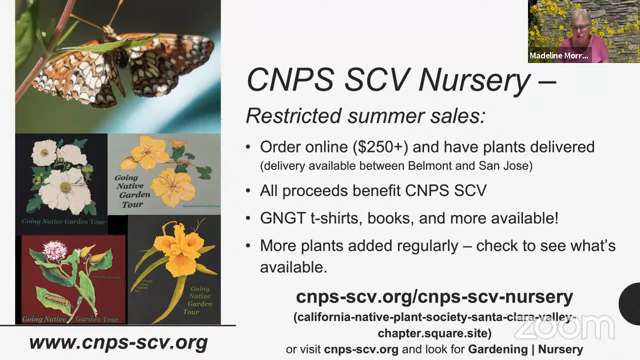 Madeline Morr...
CNPS SCV Nursery –
Restricted summer sales:
• Order online ($250+) and have plants delivered
(delivery available between Belmont and San Jose)
• All proceeds benefit CNPS SCV
• GNGT t-shirts, books, and more available!
• More plants added regularly – check to see what's
available.
cnps-scv.org/cnps-scv-nursery
(california-native-plant-society-santa-clara-valley-
chapter.square.site)
or visit cnps-scv.org and look for Gardening | Nursery
Going Native Garden Tour
Going
Native
Garden
Tour
Going Native Garden Tour
Going
Native
Garden Tour
www.cnps-scv.org
zoom